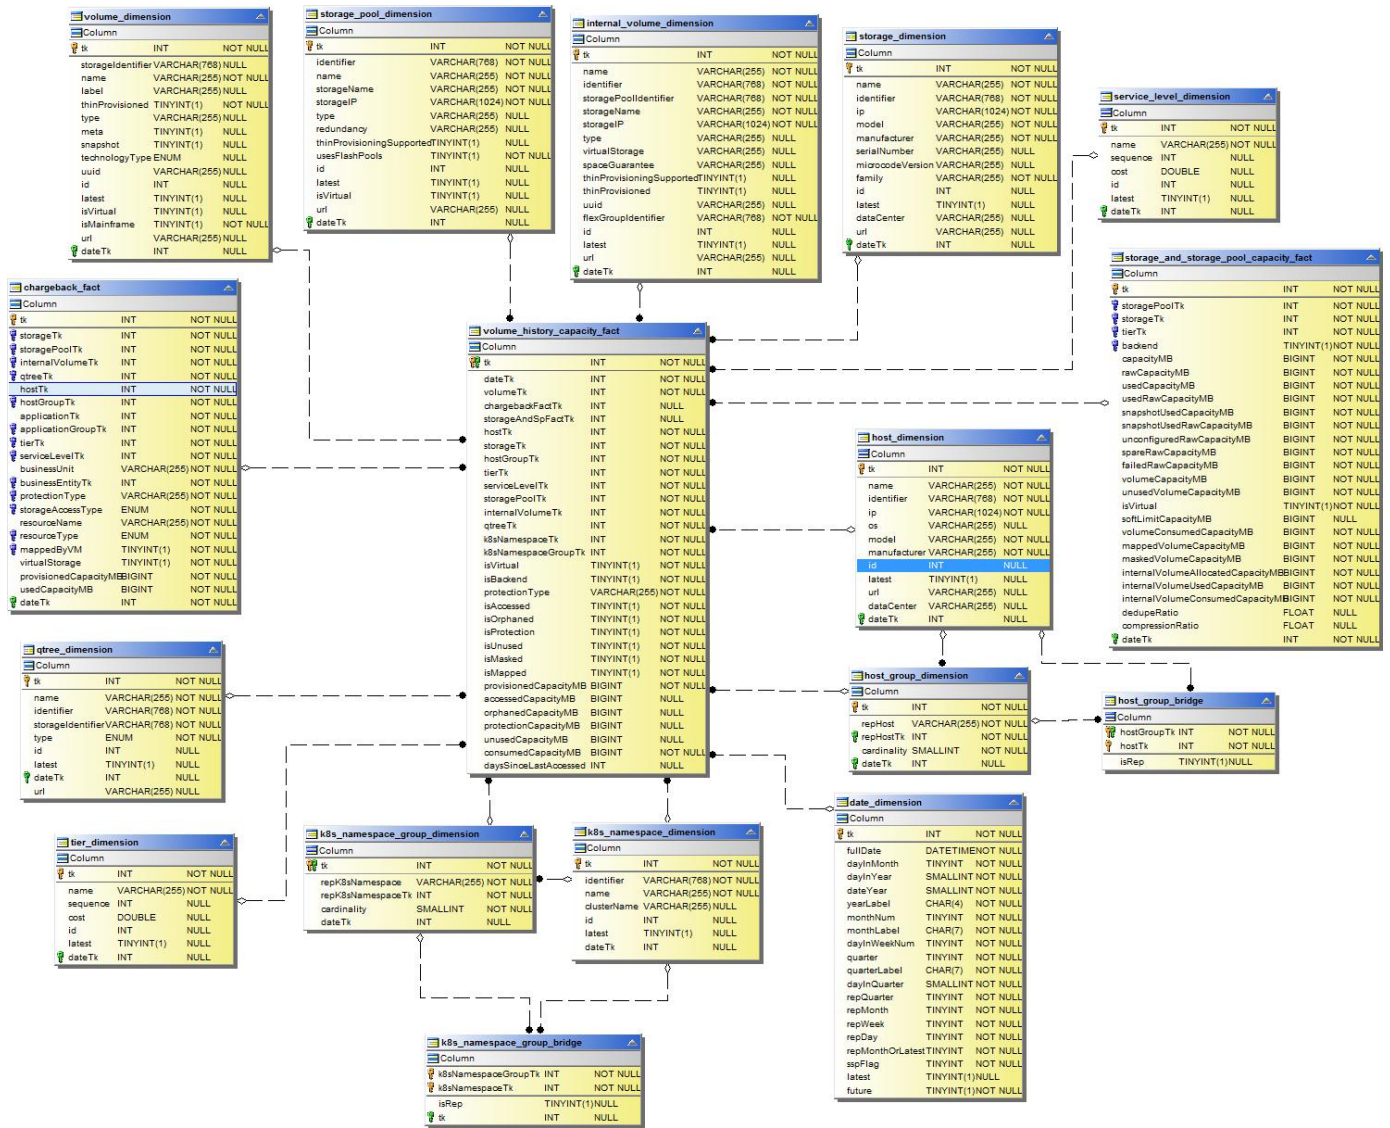 volume_dimension
Column
tk INT NOT NULL
storageIdentifier VARCHAR(768) NULL
name VARCHAR(255) NOT NULL
label VARCHAR(255) NULL
thinProvisioned TINYINT(1) NOT NULL
type VARCHAR(255) NULL
meta TINYINT(1) NULL
snapshot TINYINT(1) NULL
technologyType ENUM NULL
uuid VARCHAR(255) NULL
id INT NULL
latest TINYINT(1) NULL
isVirtual TINYINT(1) NULL
isMainframe TINYINT(1) NOT NULL
url VARCHAR(255) NULL
dateTk INT NULL
storage_pool_dimension
Column
tk INT NOT NULL
identifier VARCHAR(768) NOT NULL
name VARCHAR(255) NOT NULL
storageName VARCHAR(255) NOT NULL
storageIP VARCHAR(1024) NOT NULL
type VARCHAR(255) NULL
redundancy VARCHAR(255) NULL
thinProvisioningSupported TINYINT(1) NULL
usesFlashPools TINYINT(1) NOT NULL
id INT NULL
latest TINYINT(1) NULL
isVirtual TINYINT(1) NULL
url VARCHAR(255) NULL
dateTk INT NULL
internal_volume_dimension
Column
tk INT NOT NULL
name VARCHAR(255) NOT NULL
identifier VARCHAR(768) NOT NULL
storagePoolIdentifier VARCHAR(768) NOT NULL
storageName VARCHAR(255) NOT NULL
storageIP VARCHAR(1024) NOT NULL
type VARCHAR(255) NULL
virtualStorage VARCHAR(255) NULL
spaceGuarantee VARCHAR(255) NULL
thinProvisioningSupported TINYINT(1) NULL
thinProvisioned TINYINT(1) NULL
uuid VARCHAR(255) NULL
flexGroupIdentifier VARCHAR(768) NOT NULL
id INT NULL
latest TINYINT(1) NULL
url VARCHAR(255) NULL
dateTk INT NULL
storage_dimension
Column
tk INT NOT NULL
name VARCHAR(255) NOT NULL
identifier VARCHAR(768) NOT NULL
ip VARCHAR(1024) NOT NULL
model VARCHAR(255) NOT NULL
manufacturer VARCHAR(255) NOT NULL
serialNumber VARCHAR(255) NULL
microcodeVersion VARCHAR(255) NULL
family VARCHAR(255) NOT NULL
id INT NULL
latest TINYINT(1) NULL
dataCenter VARCHAR(255) NULL
url VARCHAR(255) NULL
dateTk INT NULL
service_level_dimension
Column
tk INT NOT NULL
name VARCHAR(255) NOT NULL
sequence INT NULL
cost DOUBLE NULL
id INT NULL
latest TINYINT(1) NULL
dateTk INT NULL
chargeback_fact
Column
tk INT NOT NULL
storageTk INT NOT NULL
storagePoolTk INT NOT NULL
internalVolumeTk INT NOT NULL
qtreeTk INT NOT NULL
hostTk INT NOT NULL
hostGroupTk INT NOT NULL
applicationTk INT NOT NULL
applicationGroupTk INT NOT NULL
tierTk INT NOT NULL
serviceLevelTk INT NOT NULL
businessUnit VARCHAR(255) NOT NULL
businessEntityTk INT NOT NULL
protectionType VARCHAR(255) NOT NULL
storageAccessType ENUM NOT NULL
resourceName VARCHAR(255) NOT NULL
resourceType ENUM NOT NULL
mappedByVM TINYINT(1) NOT NULL
virtualStorage TINYINT(1) NOT NULL
provisionedCapacityMB BIGINT NOT NULL
usedCapacityMB BIGINT NOT NULL
dateTk INT NOT NULL
volume_history_capacity_fact
Column
tk INT NOT NULL
dateTk INT NOT NULL
volumeTk INT NOT NULL
chargebackFactTk INT NULL
storageAndSpFactTk INT NULL
hostTk INT NOT NULL
storageTk INT NOT NULL
hostGroupTk INT NOT NULL
tierTk INT NOT NULL
serviceLevelTk INT NOT NULL
storagePoolTk INT NOT NULL
internalVolumeTk INT NOT NULL
qtreeTk INT NOT NULL
k8sNamespaceTk INT NOT NULL
k8sNamespaceGroupTk INT NOT NULL
isVirtual TINYINT(1) NOT NULL
isBackend TINYINT(1) NOT NULL
protectionType VARCHAR(255) NOT NULL
isAccessed TINYINT(1) NOT NULL
isOrphaned TINYINT(1) NOT NULL
isProtection TINYINT(1) NOT NULL
isUnused TINYINT(1) NOT NULL
isMasked TINYINT(1) NOT NULL
isMapped TINYINT(1) NOT NULL
provisionedCapacityMB BIGINT NOT NULL
accessedCapacityMB BIGINT NULL
orphanedCapacityMB BIGINT NULL
protectionCapacityMB BIGINT NULL
unusedCapacityMB BIGINT NULL
consumedCapacityMB BIGINT NOT NULL
daysSinceLastAccessed INT NULL
storage_and_storage_pool_capacity_fact
Column
tk INT NOT NULL
storagePoolTk INT NOT NULL
storageTk INT NOT NULL
tierTk INT NOT NULL
backend TINYINT(1) NOT NULL
capacityMB BIGINT NOT NULL
rawCapacityMB BIGINT NOT NULL
usedCapacityMB BIGINT NOT NULL
usedRawCapacityMB BIGINT NOT NULL
snapshotUsedCapacityMB BIGINT NOT NULL
snapshotUsedRawCapacityMB BIGINT NOT NULL
unconfiguredRawCapacityMB BIGINT NOT NULL
spareRawCapacityMB BIGINT NOT NULL
failedRawCapacityMB BIGINT NOT NULL
volumeCapacityMB BIGINT NOT NULL
unusedVolumeCapacityMB BIGINT NOT NULL
isVirtual TINYINT(1) NOT NULL
softLimitCapacityMB BIGINT NULL
volumeConsumedCapacityMB BIGINT NOT NULL
mappedVolumeCapacityMB BIGINT NOT NULL
maskedVolumeCapacityMB BIGINT NOT NULL
internalVolumeAllocatedCapacityMB BIGINT NOT NULL
internalVolumeUsedCapacityMB BIGINT NOT NULL
internalVolumeConsumedCapacityMB BIGINT NOT NULL
dedupeRatio FLOAT NULL
compressionRatio FLOAT NULL
dateTk INT NOT NULL
host_dimension
Column
tk INT NOT NULL
name VARCHAR(255) NOT NULL
identifier VARCHAR(768) NOT NULL
ip VARCHAR(1024) NOT NULL
os VARCHAR(255) NULL
model VARCHAR(255) NOT NULL
manufacturer VARCHAR(255) NOT NULL
id INT NULL
latest TINYINT(1) NULL
url VARCHAR(255) NULL
dataCenter VARCHAR(255) NULL
dateTk INT NULL
qtree_dimension
Column
tk INT NOT NULL
name VARCHAR(255) NOT NULL
identifier VARCHAR(768) NOT NULL
storageIdentifier VARCHAR(768) NOT NULL
type ENUM NOT NULL
id INT NULL
latest TINYINT(1) NULL
dateTk INT NULL
url VARCHAR(255) NULL
host_group_dimension
Column
tk INT NOT NULL
repHost VARCHAR(255) NOT NULL
repHostTk INT NOT NULL
cardinality SMALLINT NOT NULL
dateTk INT NULL
host_group_bridge
Column
hostGroupTk INT NOT NULL
hostTk INT NOT NULL
isRep TINYINT(1) NULL
tier_dimension
Column
tk INT NOT NULL
name VARCHAR(255) NOT NULL
sequence INT NULL
cost DOUBLE NULL
id INT NULL
latest TINYINT(1) NULL
dateTk INT NULL
k8s_namespace_group_dimension
Column
tk INT NOT NULL
repK8sNamespace VARCHAR(255) NOT NULL
repK8sNamespaceTk INT NOT NULL
cardinality SMALLINT NOT NULL
dateTk INT NULL
k8s_namespace_dimension
Column
tk INT NOT NULL
identifier VARCHAR(768) NOT NULL
name VARCHAR(255) NOT NULL
clusterName VARCHAR(255) NULL
id INT NULL
latest TINYINT(1) NULL
dateTk INT NULL
date_dimension
Column
tk INT NOT NULL
fullDate DATETIME NOT NULL
dayInMonth TINYINT NOT NULL
dayInYear SMALLINT NOT NULL
dateYear SMALLINT NOT NULL
yearLabel CHAR(4) NOT NULL
monthNum TINYINT NOT NULL
monthLabel CHAR(7) NOT NULL
dayInWeekNum TINYINT NOT NULL
quarter TINYINT NOT NULL
quarterLabel CHAR(7) NOT NULL
dayInQuarter SMALLINT NOT NULL
repQuarter TINYINT NOT NULL
repMonth TINYINT NOT NULL
repWeek TINYINT NOT NULL
repDay TINYINT NOT NULL
repMonthOrLatest TINYINT NOT NULL
sspFlag TINYINT NOT NULL
latest TINYINT(1) NULL
future TINYINT(1) NOT NULL
k8s_namespace_group_bridge
Column
k8sNamespaceGroupTk INT NOT NULL
k8sNamespaceTk INT NOT NULL
isRep TINYINT(1) NULL
tk INT NULL